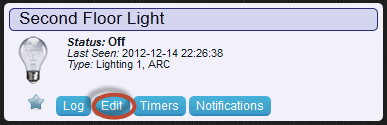 Second Floor Light
Status: Off
Last Seen: 2012-12-14 22:26:38
Type: Lighting 1, ARC
Log Edit Timers Notifications